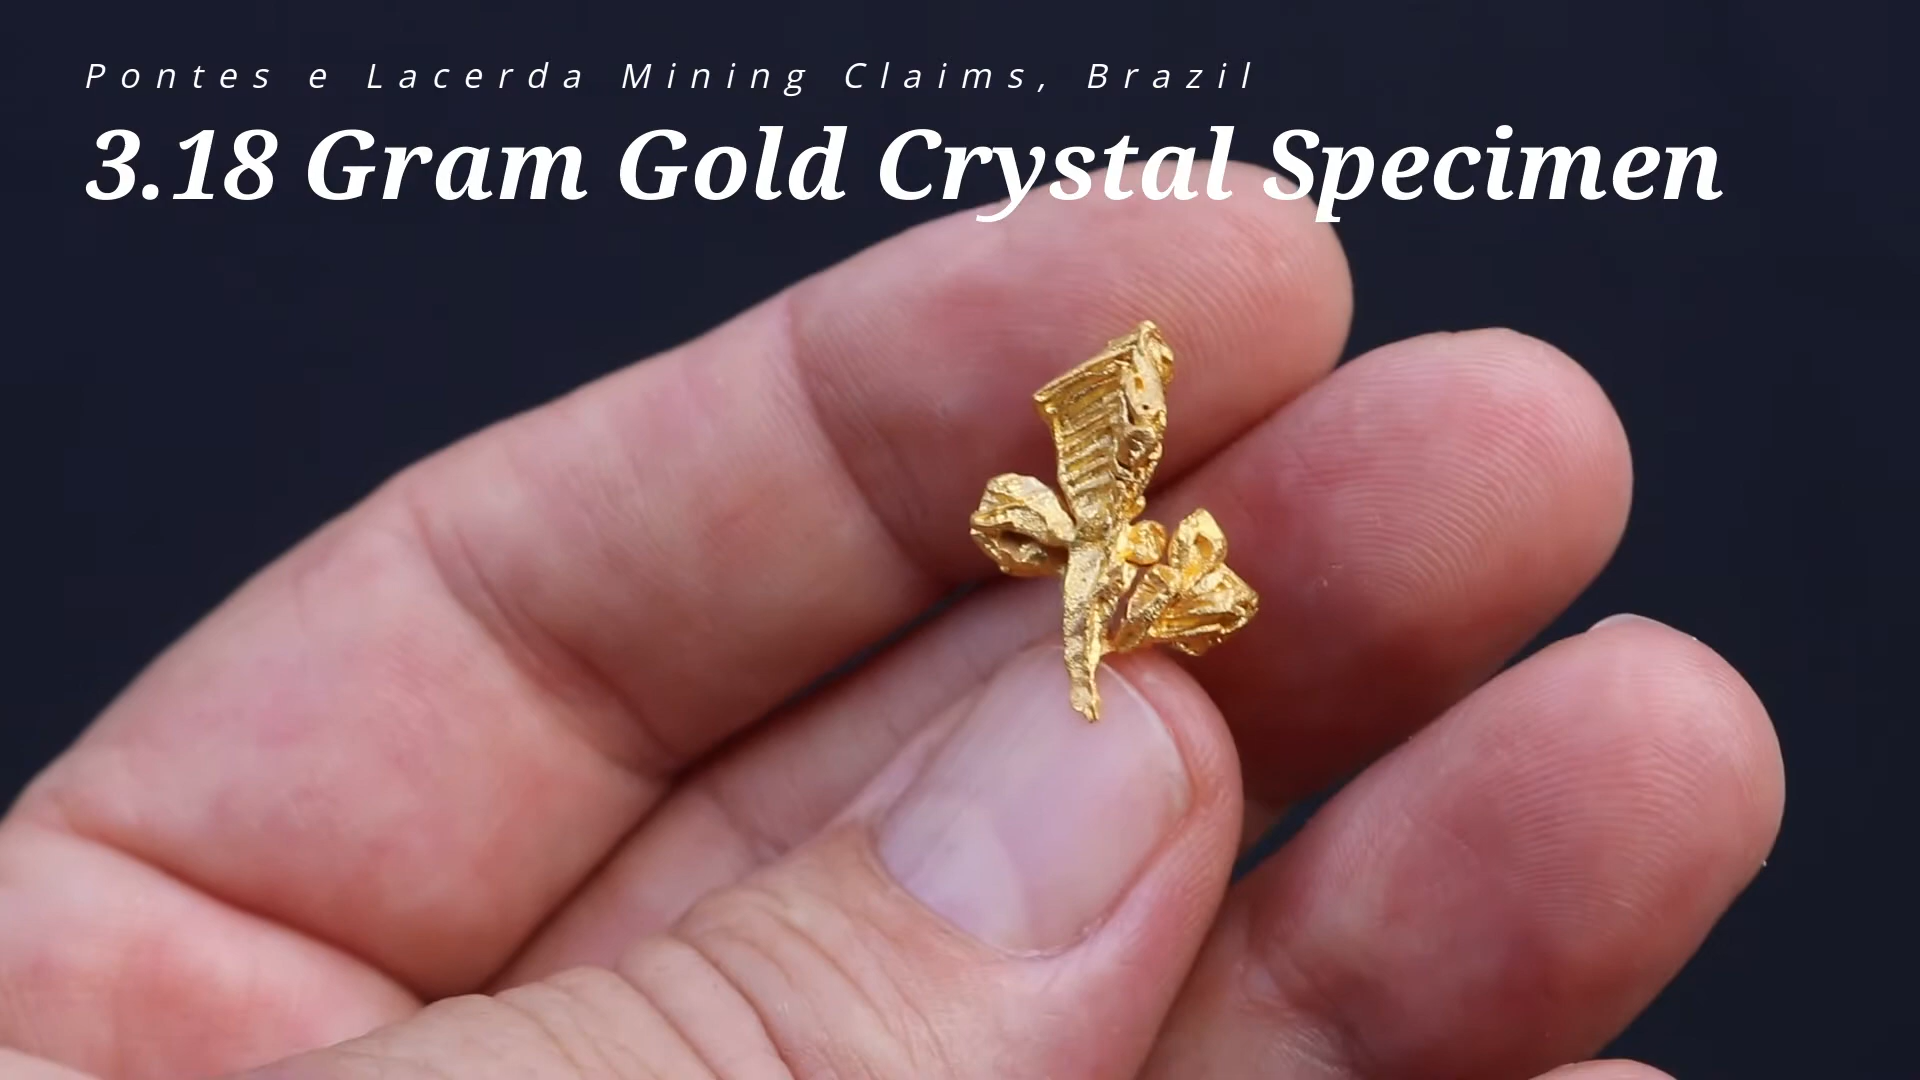 Pontes e Lacerda Mining Claims, Brazil
3.18 Gram Gold Crystal Specimen